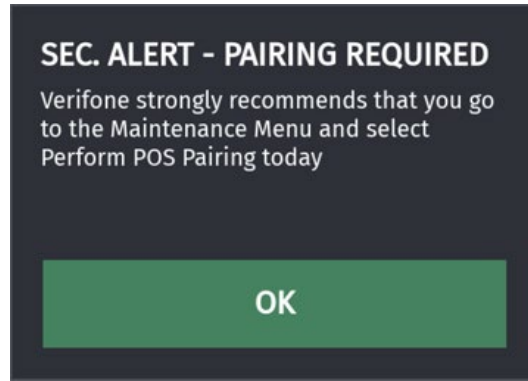 SEC. ALERT - PAIRING REQUIRED
Verifone strongly recommends that you go
to the Maintenance Menu and select
Perform POS Pairing today
OK